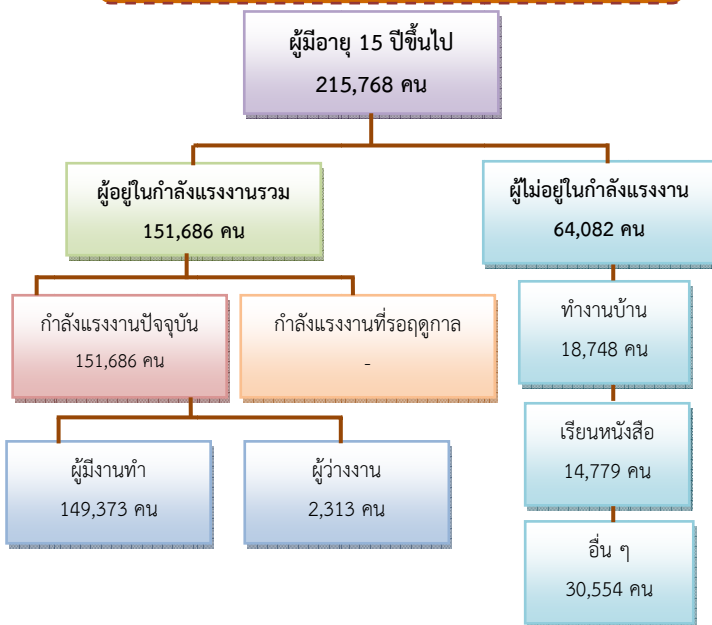 ผู้มีอายุ 15 ปีขึ้นไป
215,768 คน
ผู้อยู่ในกำลังแรงงานรวม
151,686 คน
ผู้ไม่อยู่ในกำลังแรงงาน
64,082 คน
กำลังแรงงานปัจจุบัน
151,686 คน
กำลังแรงงานที่รอฤดูกาล
-
ทำงานบ้าน
18,748 คน
ผู้มีงานทำ
149,373 คน
ผู้ว่างงาน
2,313 คน
เรียนหนังสือ
14,779 คน
อื่น ๆ
30,554 คน